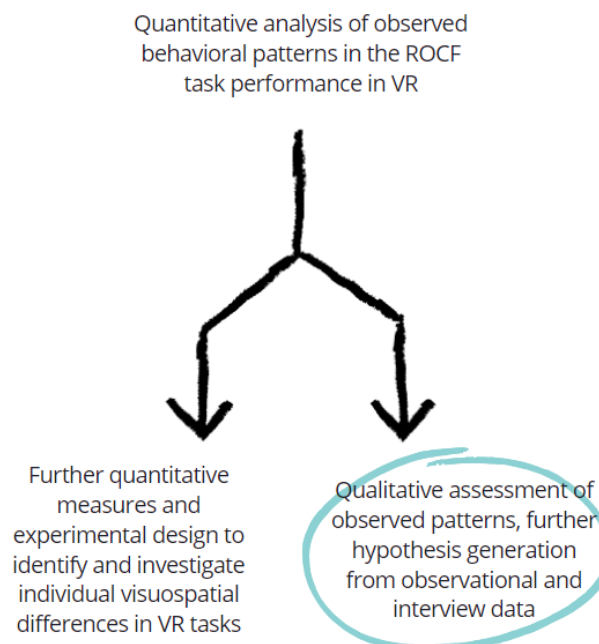 Quantitative analysis of observed
behavioral patterns in the ROCF
task performance in VR
Further quantitative
measures and
experimental design to
identify and investigate
individual visuospatial
differences in VR tasks
Qualitative assessment of
observed patterns, further
hypothesis generation
from observational and
interview data